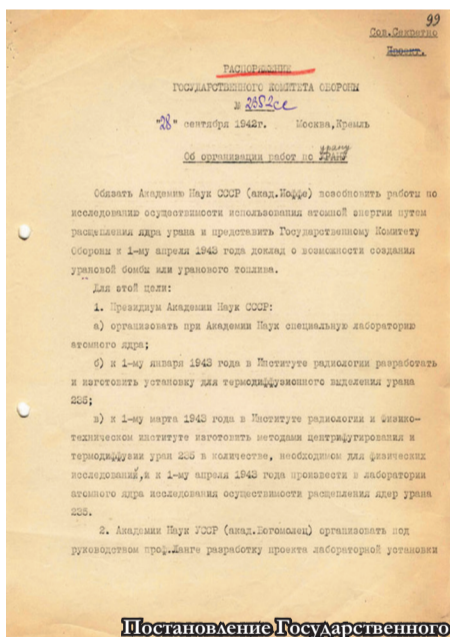 99
Сов.Секретно
Проект.
РАСПОРЯЖЕНИЕ
ГОСУДАРСТВЕННОГО КОМИТЕТА ОБОРОНЫ
№ 2352сс
"28" сентября 1942г. Москва,Кремль
урану
Об организации работ по УРАНУ
Обязать Академию Наук СССР (акад.Иоффе) возобновить работы по
исследованию осуществимости использования атомной энергии путем
расщепления ядра урана и представить Государственному Комитету
Обороны к 1-му апреля 1943 года доклад о возможности создания
урановой бомбы или уранового топлива.
Для этой цели:
1. Президиум Академии Наук СССР:
а) организовать при Академии Наук специальную лабораторию
атомного ядра;
б) к 1-му января 1943 года в Институте радиологии разработать
и изготовить установку для термодиффузионного выделения урана
235;
в) к 1-му марта 1943 года в Институте радиологии и Физико-
техническом институте изготовить методами центрифугирования и
термодиффузии уран 235 в количестве, необходимом для физических
исследований,и к 1-му апреля 1943 года произвести в лаборатории
атомного ядра исследования осуществимости расщепления ядер урана
235.
2. Академии Наук УССР (акад.Богомолец) организовать под
руководством проф.Ланге разработку проекта лабораторной установки
Постановление Государственного